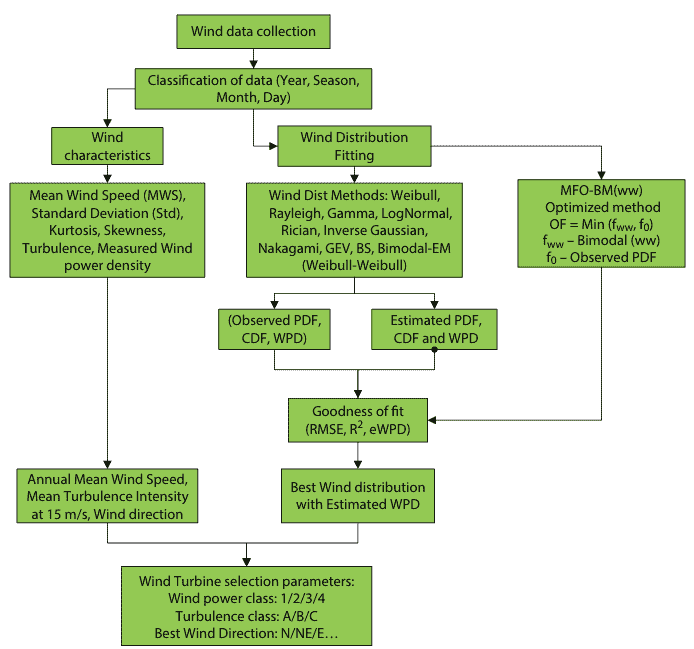 Wind data collection
Classification of data (Year, Season,
Month, Day)
Wind
characteristics
Wind Distribution
Fitting
Mean Wind Speed (MWS),
Standard Deviation (Std)
Kurtosis, Skewness,
Turbulence, Measured Wind
power density
Wind Dist Methods: Weibull,
Rayleigh, Gamma, LogNormal,
Rician, Inverse Gaussian,
Nakagami, GEV, BS, Bimodal-EM
(Weibull-Weibull)
MFO-BM(ww)
Optimized method
OF = Min (fww, f0)
fww – Bimodal (ww)
f0 – Observed PDF
(Observed PDF,
CDF, WPD)
Estimated PDF,
CDF and WPD
Goodness of fit
(RMSE, R², eWPD)
Annual Mean Wind Speed,
Mean Turbulence Intensity
at 15 m/s, Wind direction
Best Wind distribution
with Estimated WPD
Wind Turbine selection parameters:
Wind power class: 1/2/3/4
Turbulence class: A/B/C
Best Wind Direction: N/NE/E…